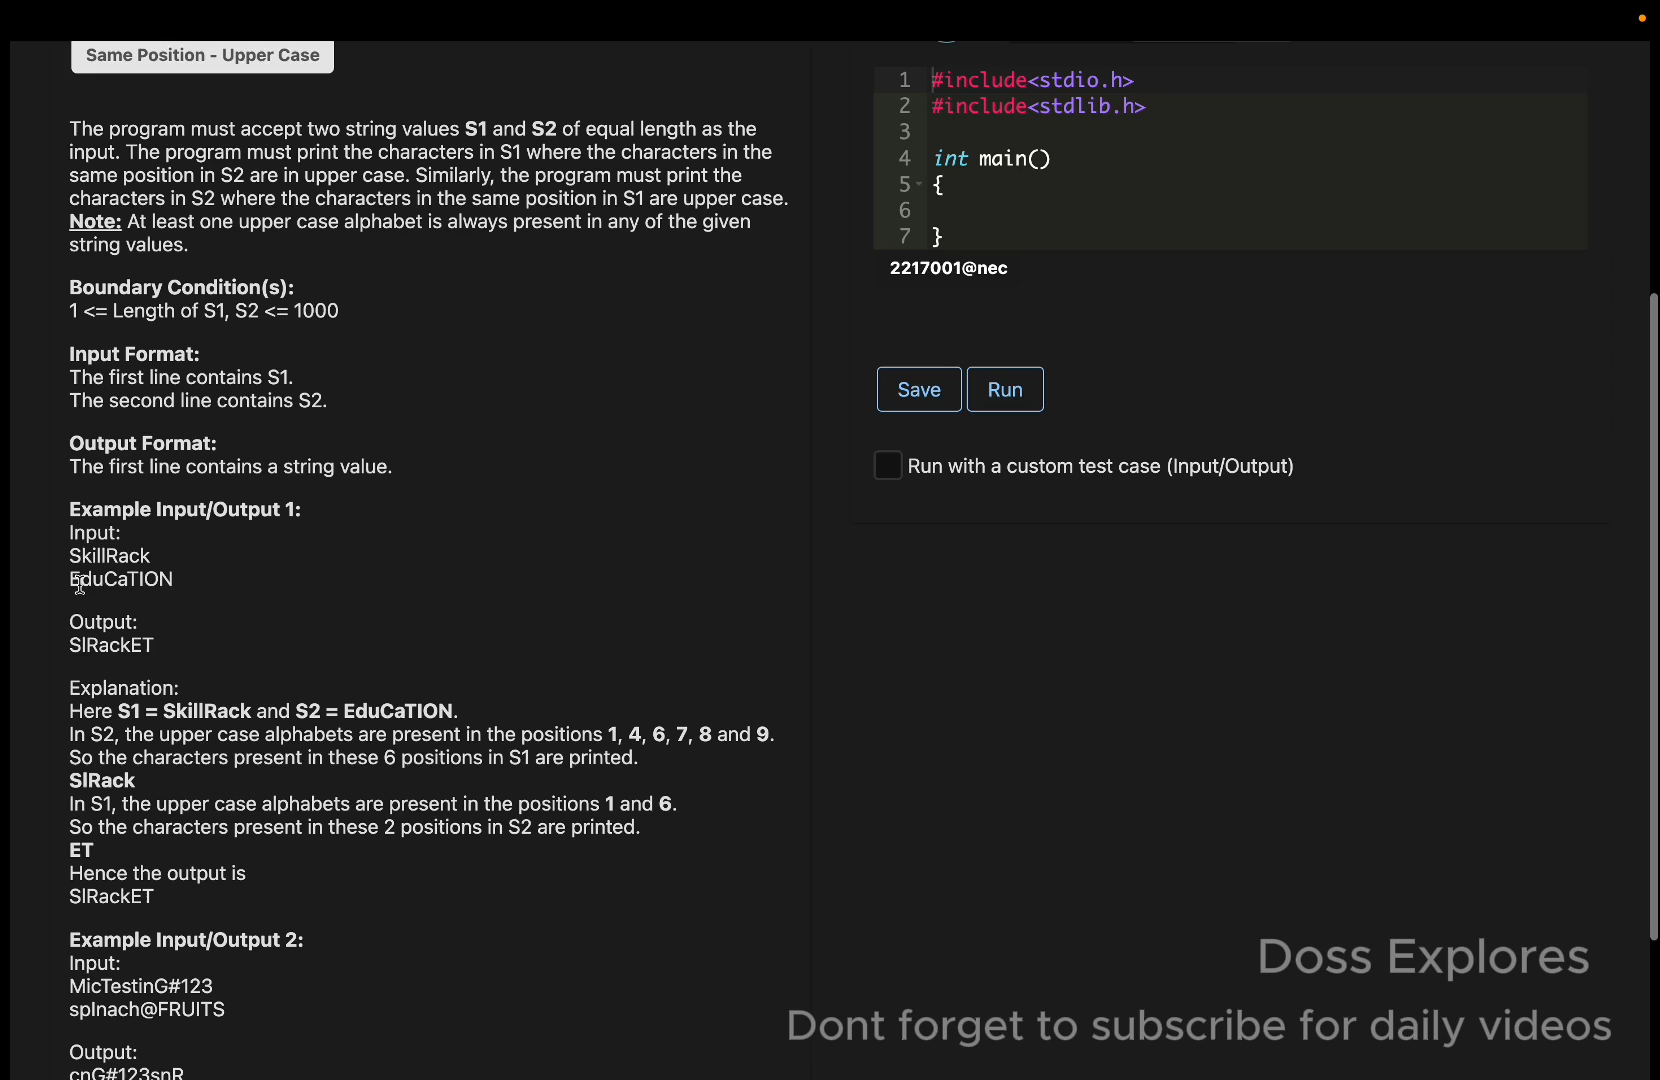 Same Position - Upper Case
The program must accept two string values S1 and S2 of equal length as the
input. The program must print the characters in S1 where the characters in the
same position in S2 are in upper case. Similarly, the program must print the
characters in S2 where the characters in the same position in S1 are upper case.
Note: At least one upper case alphabet is always present in any of the given
string values.
Boundary Condition(s):
1 <= Length of S1, S2 <= 1000
Input Format:
The first line contains S1.
The second line contains S2.
Output Format:
The first line contains a string value.
Example Input/Output 1:
Input:
SkillRack
EduCaTION
Output:
SlRackET
Explanation:
Here S1 = SkillRack and S2 = EduCaTION.
In S2, the upper case alphabets are present in the positions 1, 4, 6, 7, 8 and 9.
So the characters present in these 6 positions in S1 are printed.
SlRack
In S1, the upper case alphabets are present in the positions 1 and 6.
So the characters present in these 2 positions in S2 are printed.
ET
Hence the output is
SlRackET
Example Input/Output 2:
Input:
MicTestinG#123
spInach@FRUITS
Output:
cnG#123snR
1 #include<stdio.h>
2 #include<stdlib.h>
3
4 int main()
5 {
6
7 }
2217001@nec
Save Run
Run with a custom test case (Input/Output)
Doss Explores
Dont forget to subscribe for daily videos